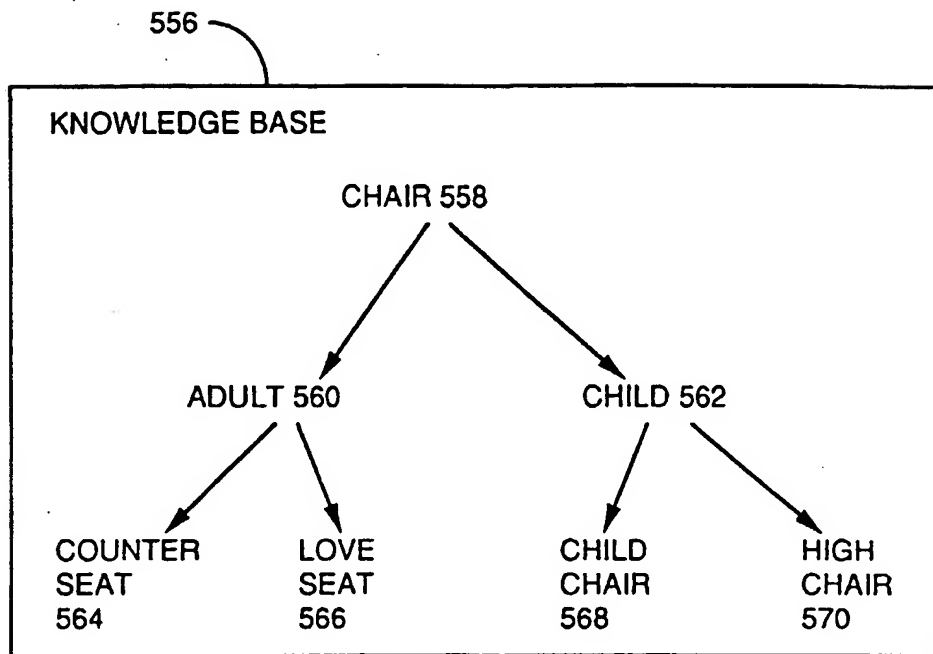 556
KNOWLEDGE BASE
CHAIR 558
ADULT 560
CHILD 562
COUNTER
SEAT
564
LOVE
SEAT
566
CHILD
CHAIR
568
HIGH
CHAIR
570